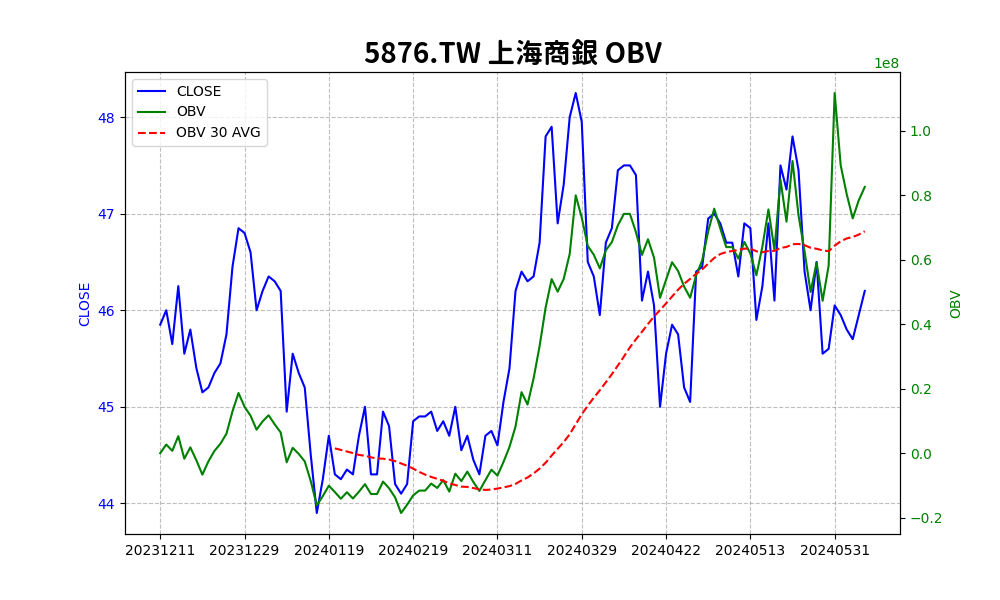 5876.TW 上海商銀 OBV
1e8
CLOSE
OBV
OBV 30 AVG
48
47
46
45
44
CLOSE
1.0
0.8
0.6
0.4
0.2
0.0
−0.2
OBV
20231211 20231229 20240119 20240219 20240311 20240329 20240422 20240513 20240531